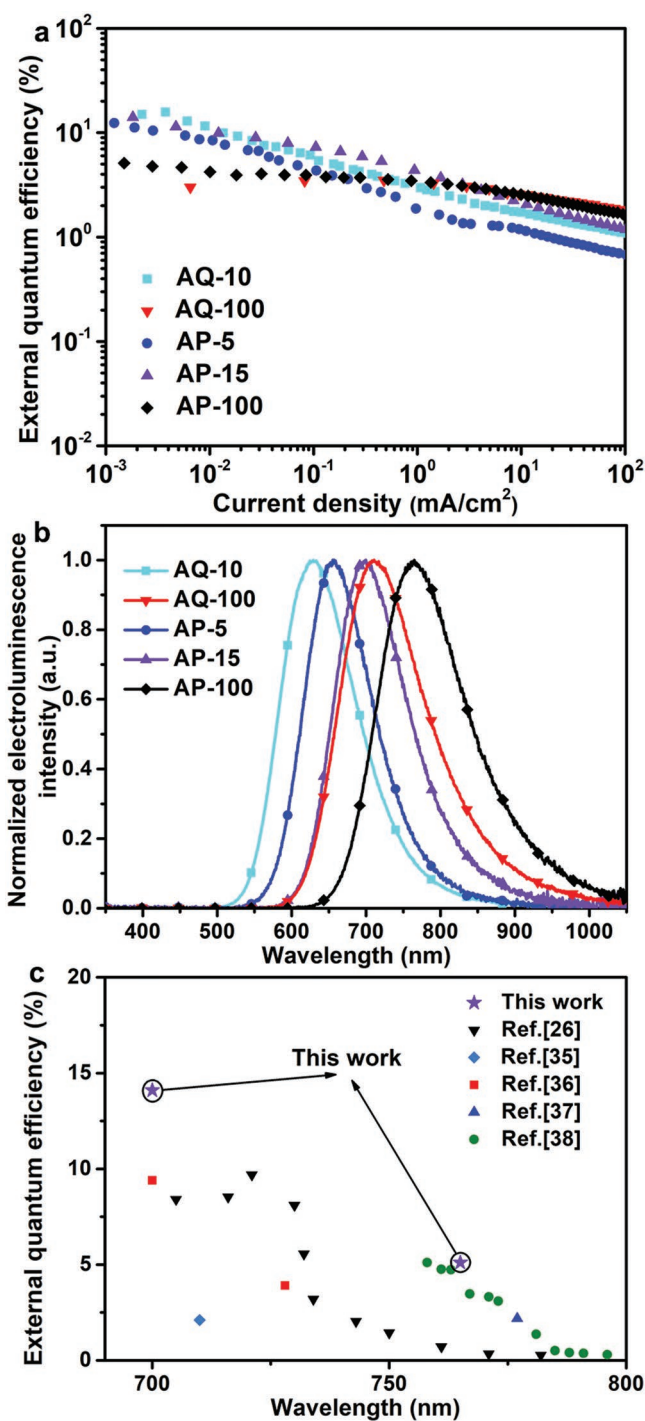 a
External quantum efficiency (%)
10^2
10^1
10^0
10^-1
10^-2
AQ-10
AQ-100
AP-5
AP-15
AP-100
10^-3 10^-2 10^-1 10^0 10^1 10^2
Current density (mA/cm^2)
b
Normalized electroluminescence
intensity (a.u.)
1.0
0.8
0.6
0.4
0.2
0.0
AQ-10
AQ-100
AP-5
AP-15
AP-100
400 500 600 700 800 900 1000
Wavelength (nm)
c
External quantum efficiency (%)
20
15
10
5
0
This work
This work
Ref.[26]
Ref.[35]
Ref.[36]
Ref.[37]
Ref.[38]
700 750 800
Wavelength (nm)